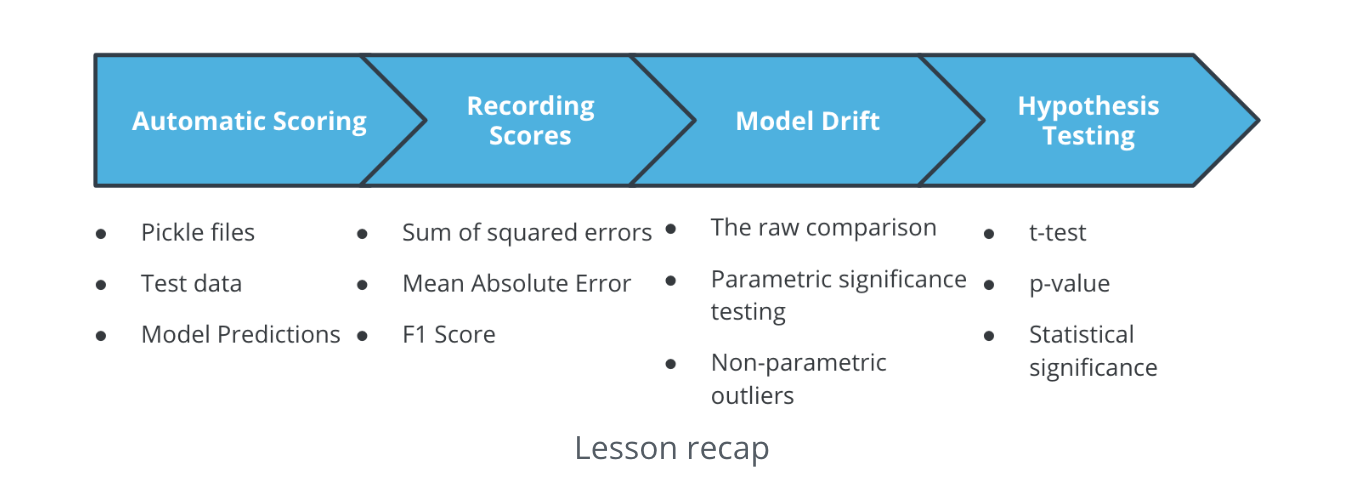 Automatic Scoring
Recording
Scores
Model Drift
Hypothesis
Testing
● Pickle files
● Test data
● Model Predictions
● Sum of squared errors
● Mean Absolute Error
● F1 Score
● The raw comparison
● Parametric significance
testing
● Non-parametric
outliers
● t-test
● p-value
● Statistical
significance
Lesson recap